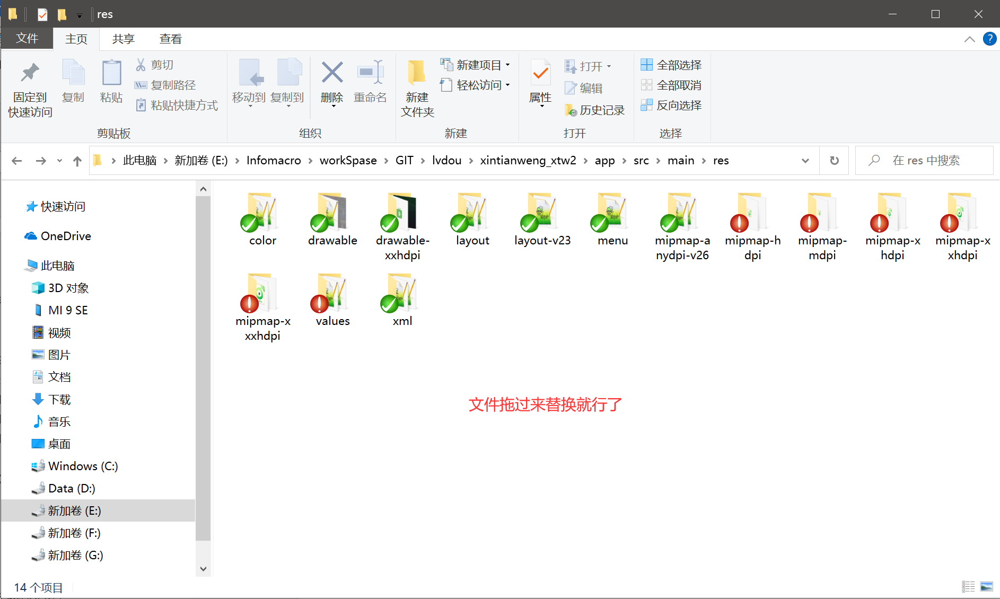 res
文件 主页 共享 查看
固定到
快速访问
复制
粘贴
剪切
复制路径
粘贴快捷方式
剪贴板
移动到
复制到
删除
重命名
组织
新建
文件夹
新建项目
轻松访问
新建
属性
打开
编辑
历史记录
打开
全部选择
全部取消
反向选择
选择
此电脑 › 新加卷 (E:) › Infomacro › workSpase › GIT › lvdou › xintianweng_xtw2 › app › src › main › res
在 res 中搜索
快速访问
OneDrive
此电脑
3D 对象
MI 9 SE
视频
图片
文档
下载
音乐
桌面
Windows (C:)
Data (D:)
新加卷 (E:)
新加卷 (F:)
新加卷 (G:)
color
drawable
drawable-
xxhdpi
layout
layout-v23
menu
mipmap-a
nydpi-v26
mipmap-h
dpi
mipmap-
mdpi
mipmap-x
hdpi
mipmap-x
xhdpi
mipmap-x
xxhdpi
values
xml
文件拖过来替换就行了
14 个项目